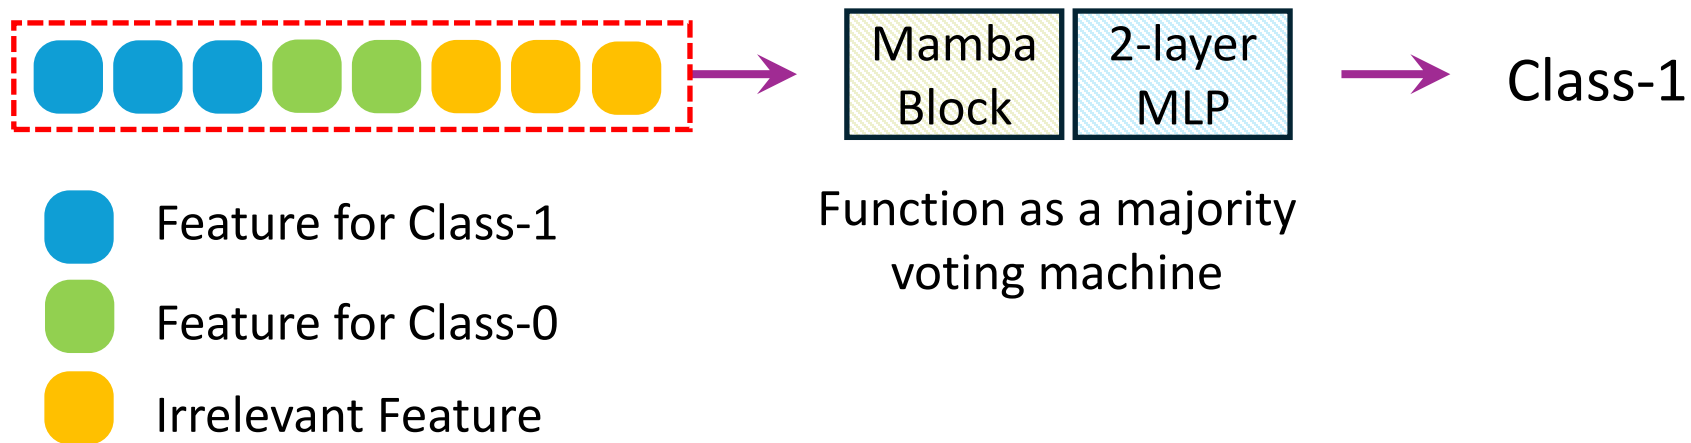 Mamba
Block
2-layer
MLP
Class-1
Function as a majority
voting machine
Feature for Class-1
Feature for Class-0
Irrelevant Feature